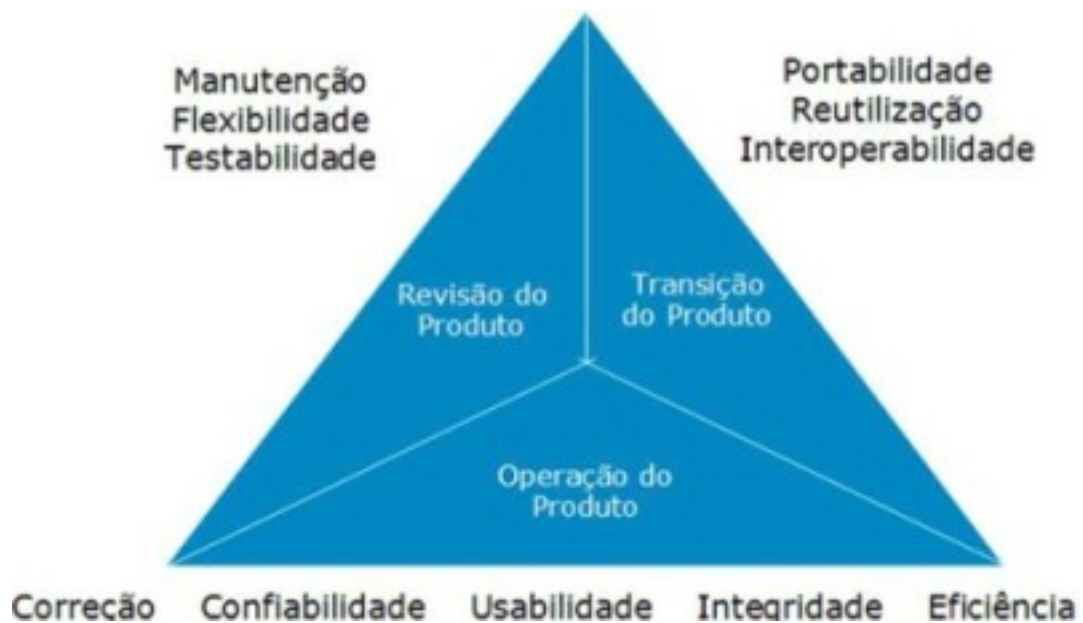 Manutenção
Flexibilidade
Testabilidade
Portabilidade
Reutilização
Interoperabilidade
Revisão do
Produto
Transição
do Produto
Operação do
Produto
Correção Confiabilidade Usabilidade Integridade Eficiência